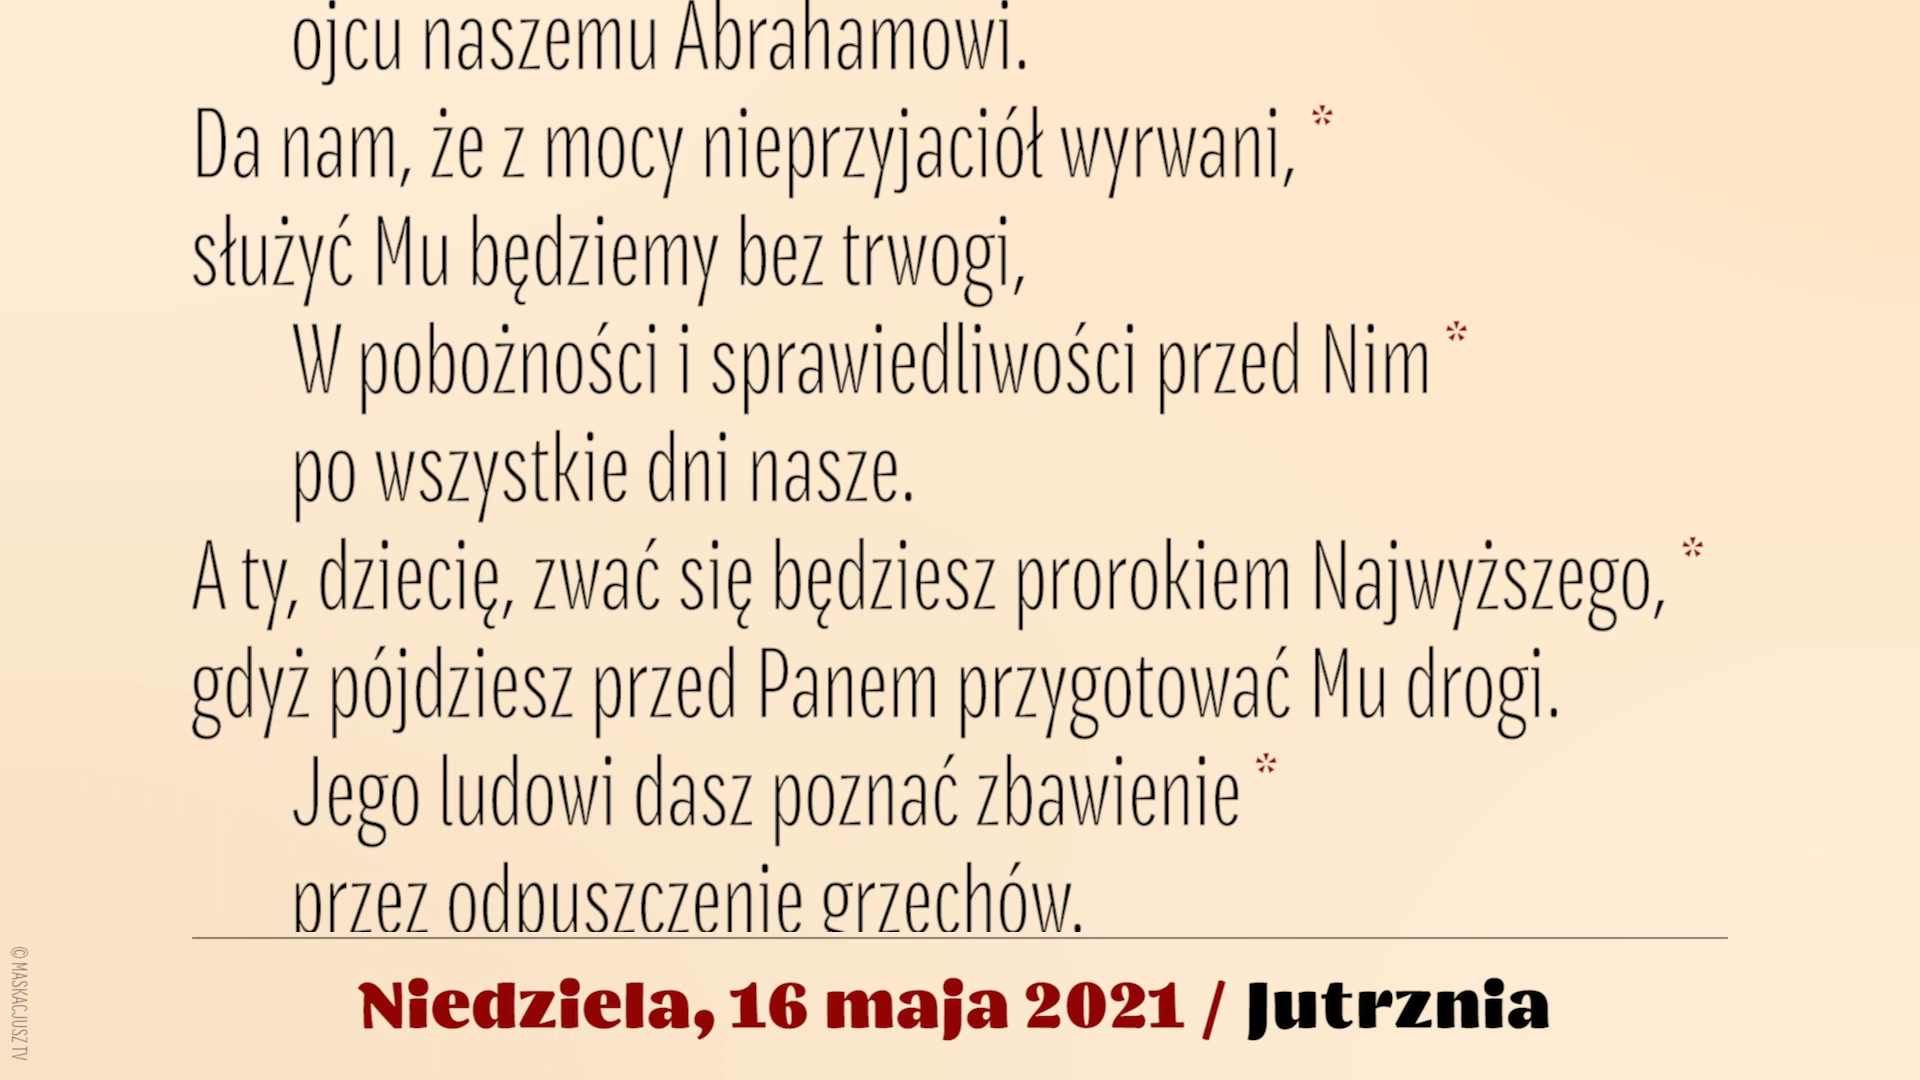 ojcu naszemu Abrahamowi.
Da nam, że z mocy nieprzyjaciół wyrwani, *
służyć Mu będziemy bez trwogi,
W pobożności i sprawiedliwości przed Nim *
po wszystkie dni nasze.
A ty, dziecię, zwać się będziesz prorokiem Najwyższego, *
gdyż pójdziesz przed Panem przygotować Mu drogi.
Jego ludowi dasz poznać zbawienie *
przez odpuszczenie grzechów.
Niedziela, 16 maja 2021 / Jutrznia
© MASKACJUSZ TV